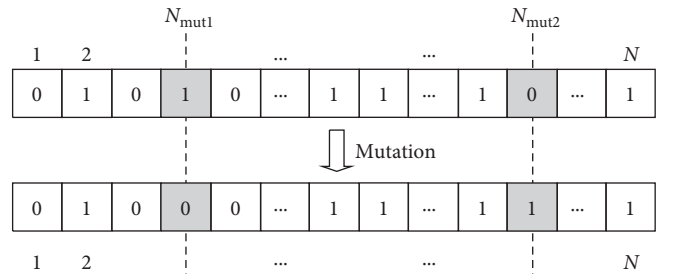 N_mut1 N_mut2
1 2 ... ... N
0 1 0 1 0 ... 1 1 ... 1 0 ... 1
Mutation
0 1 0 0 0 ... 1 1 ... 1 1 ... 1
1 2 ... ... N